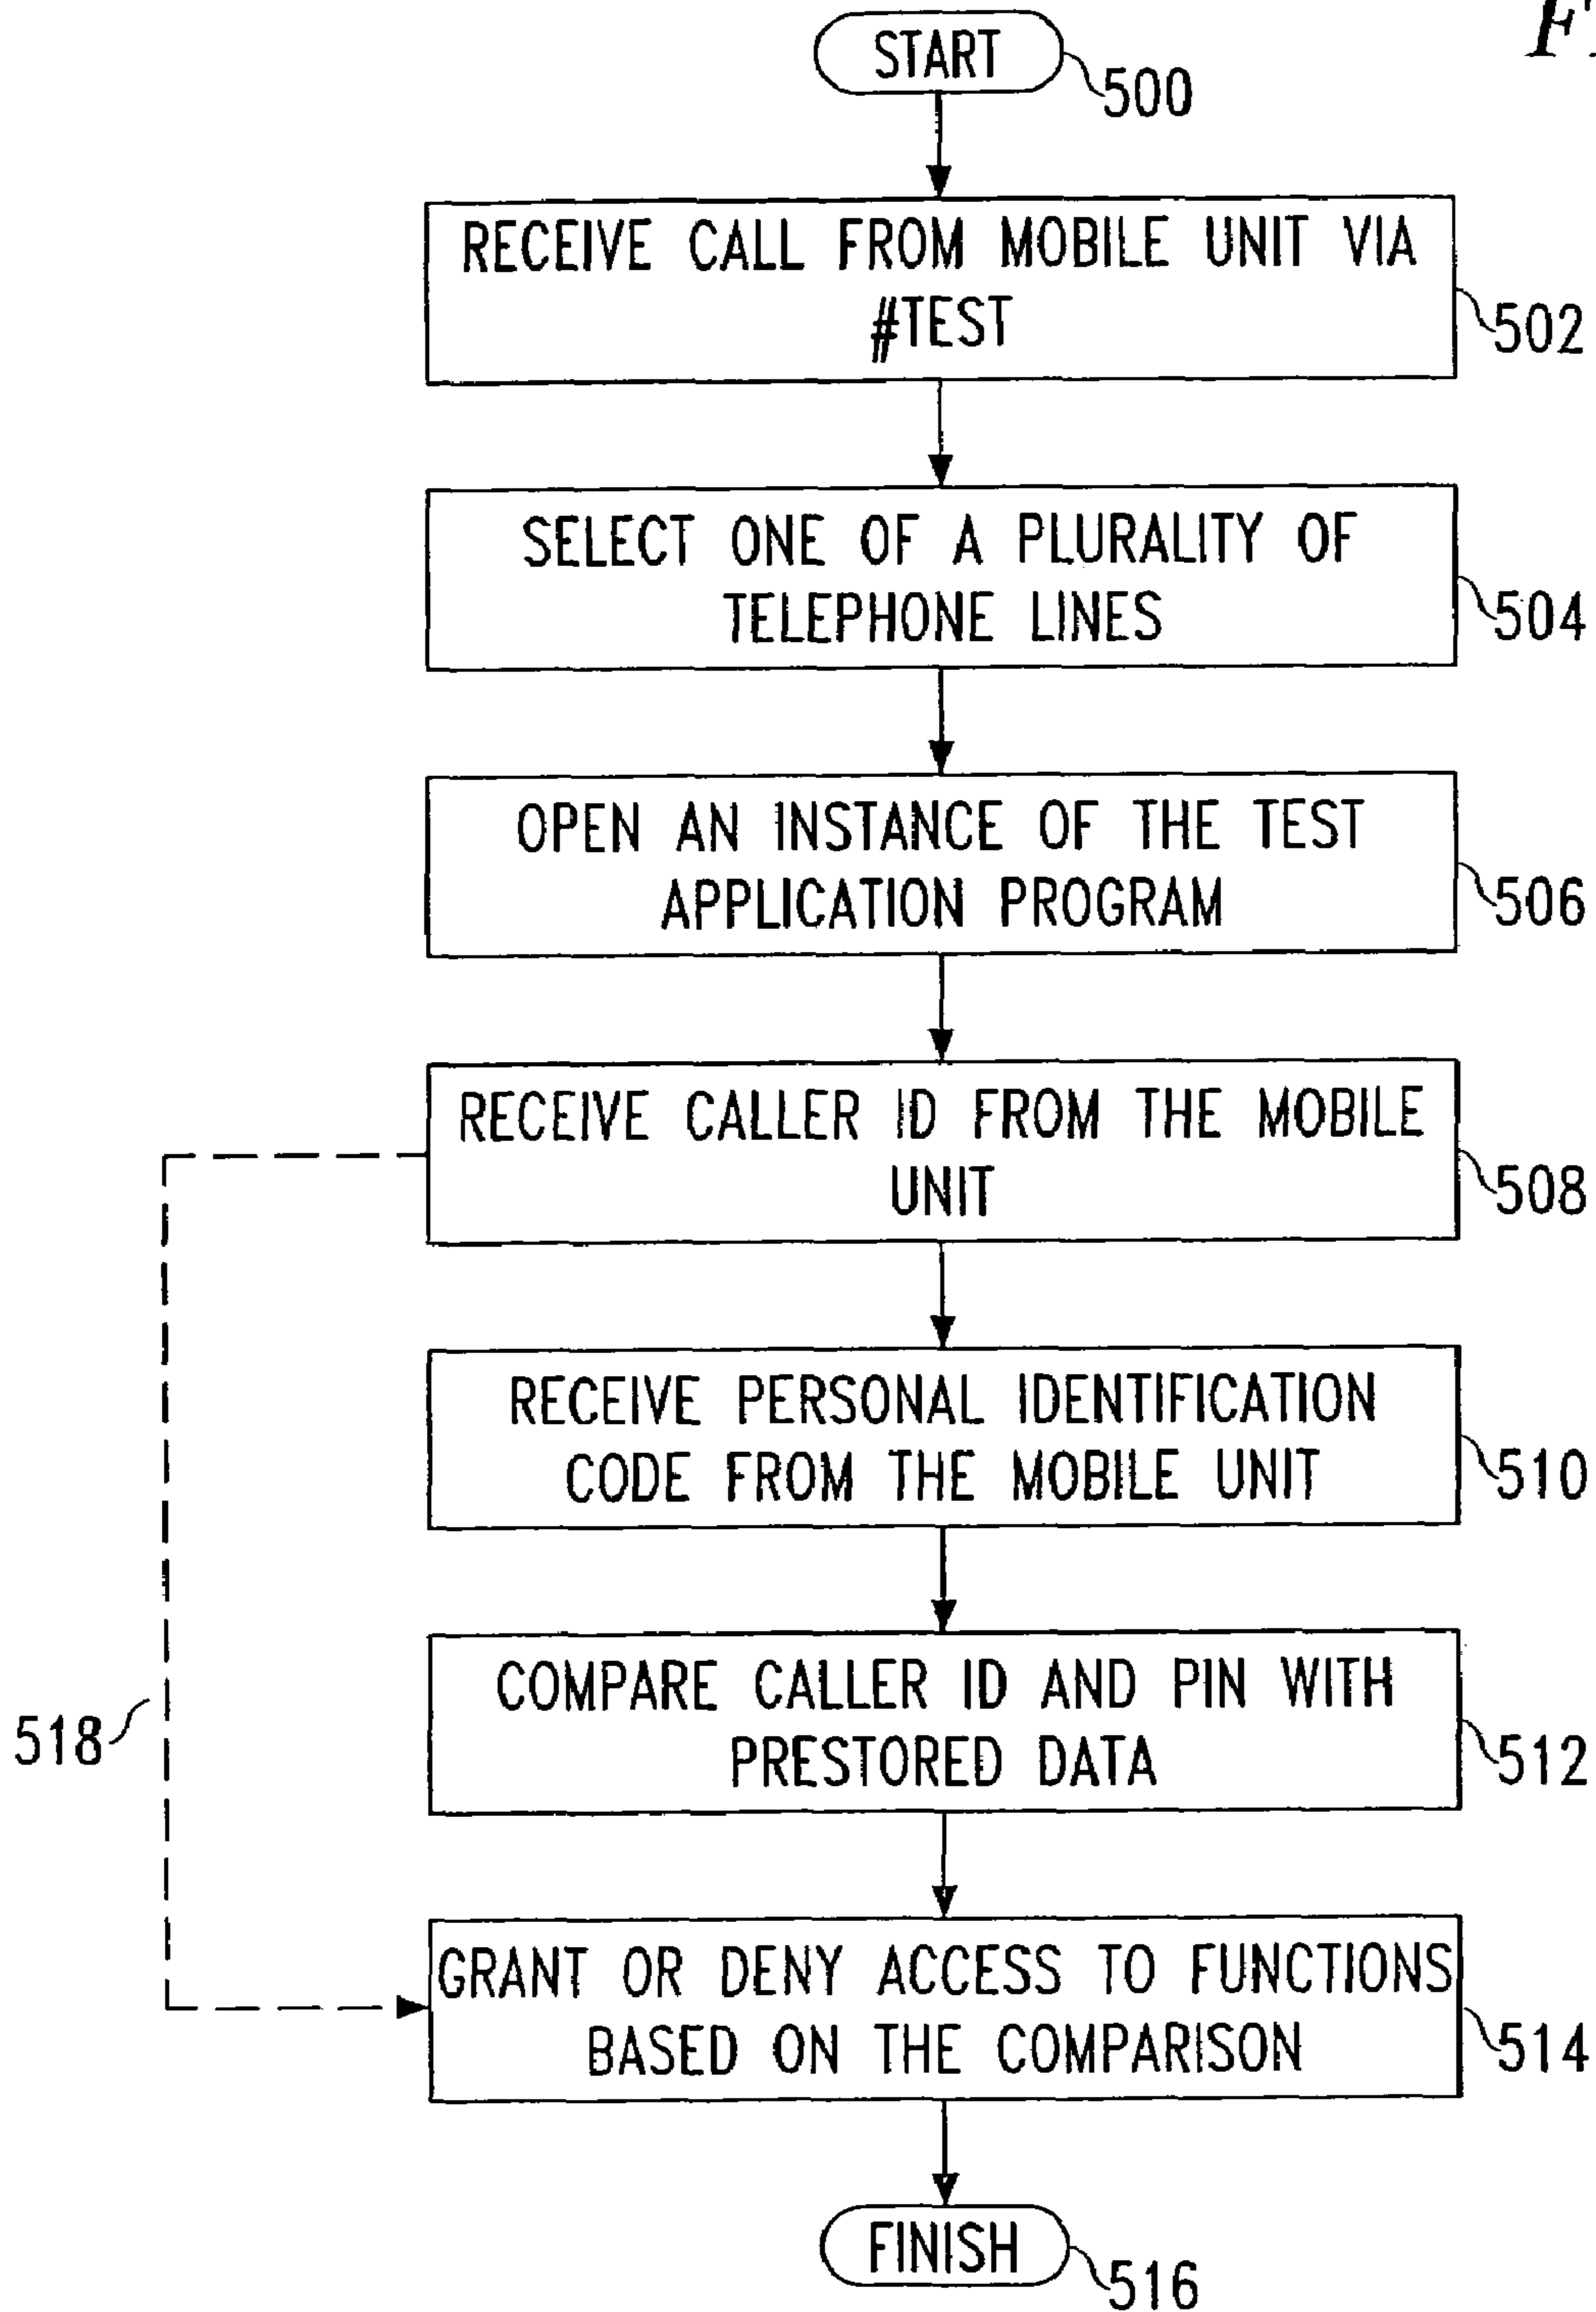 START
500
RECEIVE CALL FROM MOBILE UNIT VIA
#TEST
502
SELECT ONE OF A PLURALITY OF
TELEPHONE LINES
504
OPEN AN INSTANCE OF THE TEST
APPLICATION PROGRAM
506
RECEIVE CALLER ID FROM THE MOBILE
UNIT
508
RECEIVE PERSONAL IDENTIFICATION
CODE FROM THE MOBILE UNIT
510
COMPARE CALLER ID AND PIN WITH
PRESTORED DATA
512
518
GRANT OR DENY ACCESS TO FUNCTIONS
BASED ON THE COMPARISON
514
FINISH
516